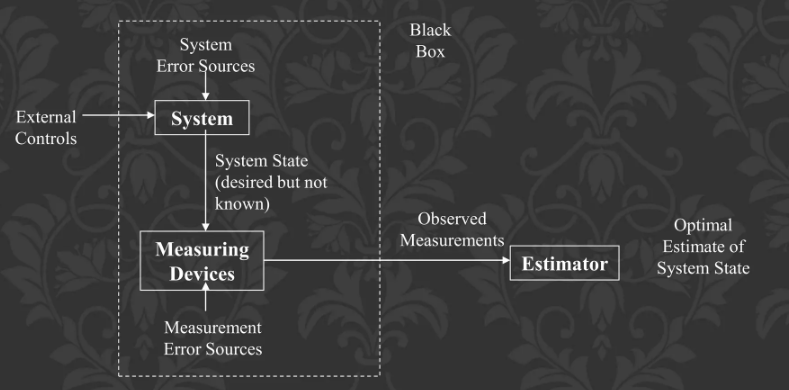 System
Error Sources
Black
Box
External
Controls
System
System State
(desired but not
known)
Observed
Measurements
Optimal
Estimate of
System State
Measuring
Devices
Estimator
Measurement
Error Sources